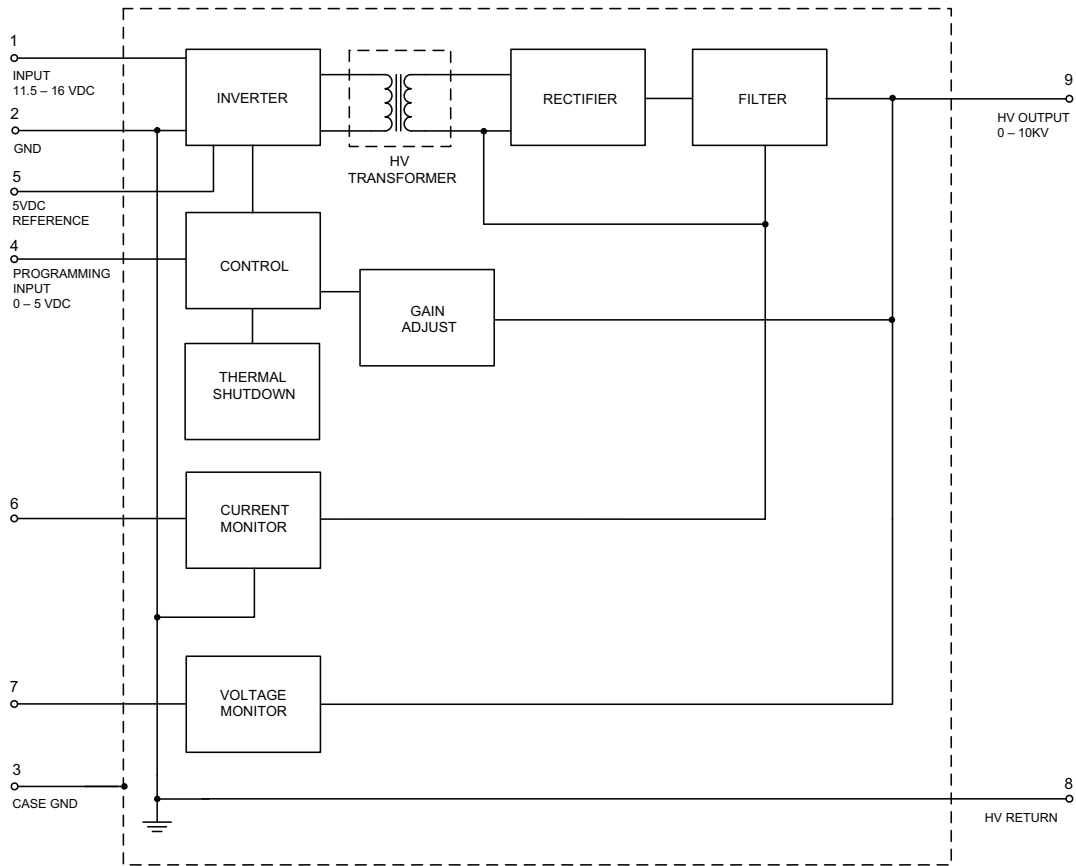 1
INPUT
11.5 – 16 VDC
2
GND
5
5VDC
REFERENCE
4
PROGRAMMING
INPUT
0 – 5 VDC
6
7
3
CASE GND
INVERTER
HV
TRANSFORMER
RECTIFIER
FILTER
CONTROL
GAIN
ADJUST
THERMAL
SHUTDOWN
CURRENT
MONITOR
VOLTAGE
MONITOR
9
HV OUTPUT
0 – 10KV
8
HV RETURN